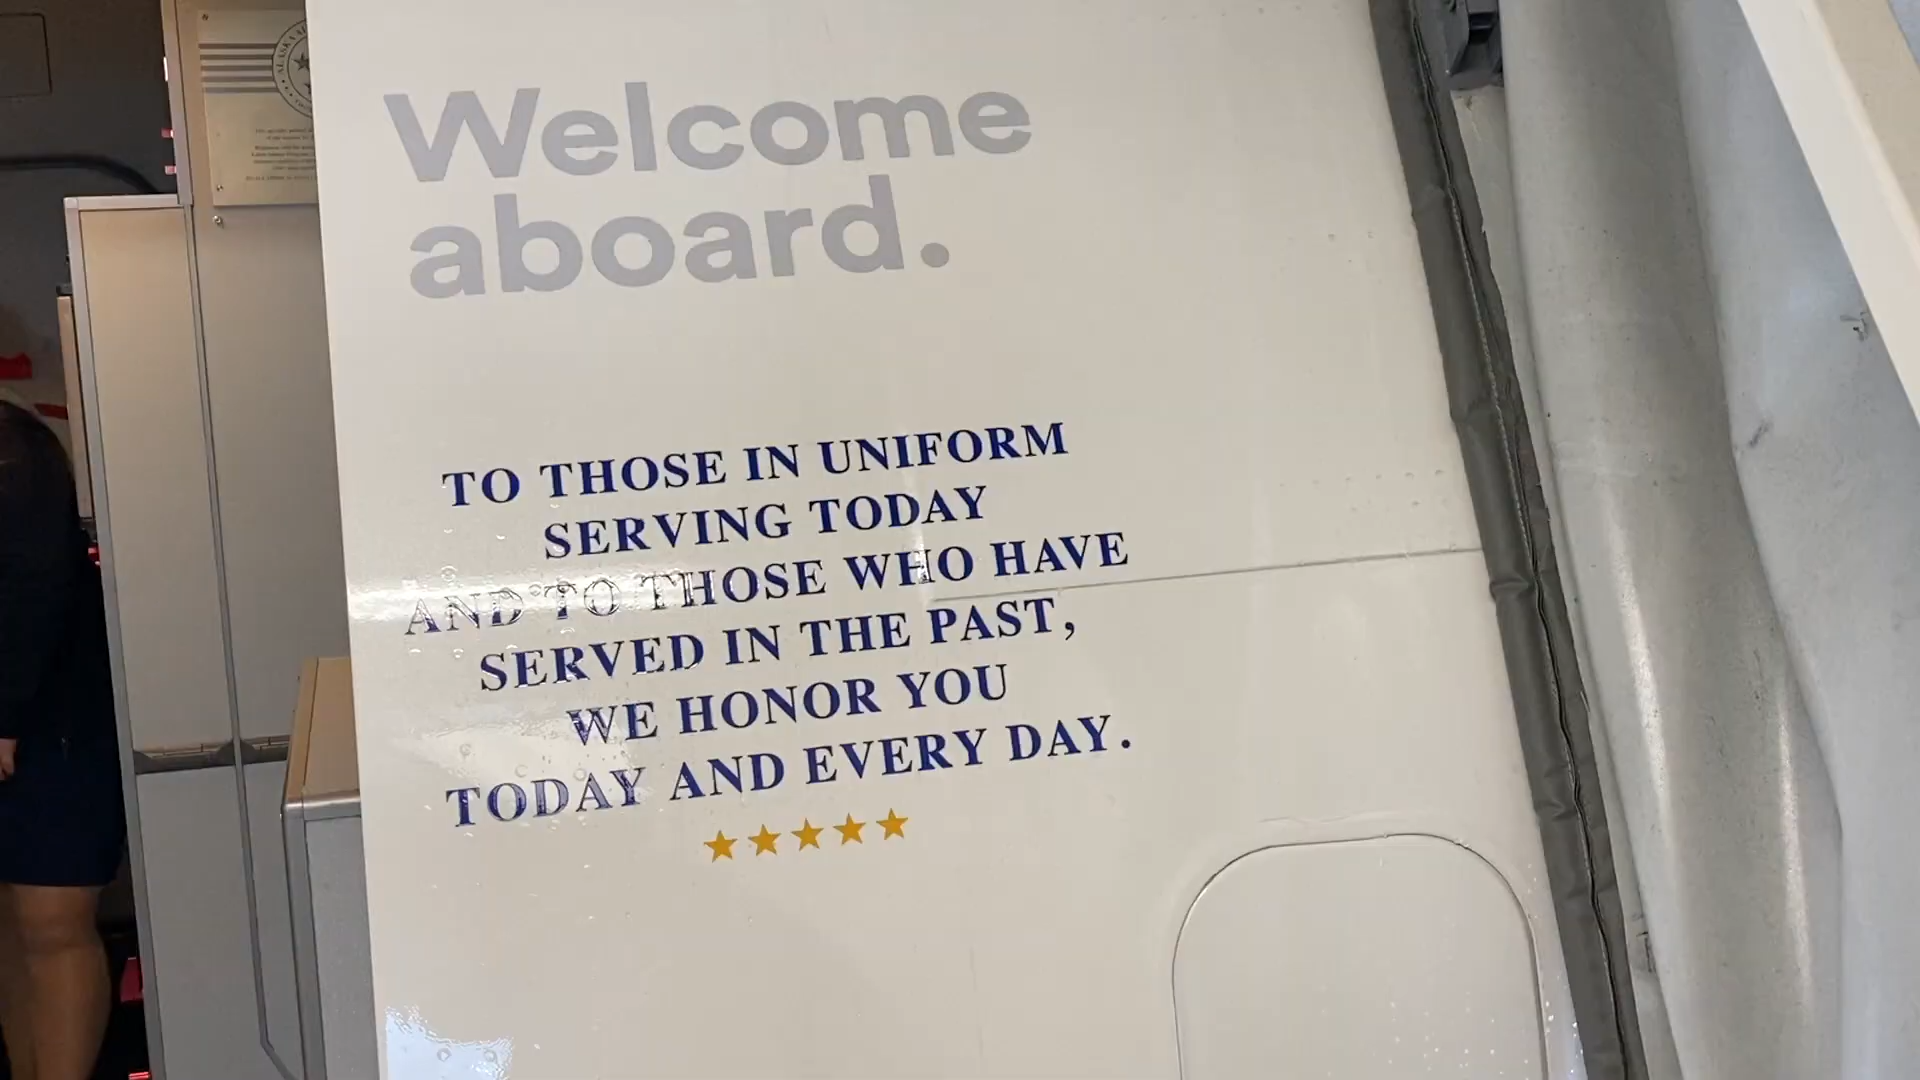 ALASKA
Welcome
aboard.
TO THOSE IN UNIFORM
SERVING TODAY
AND TO THOSE WHO HAVE
SERVED IN THE PAST,
WE HONOR YOU
TODAY AND EVERY DAY.